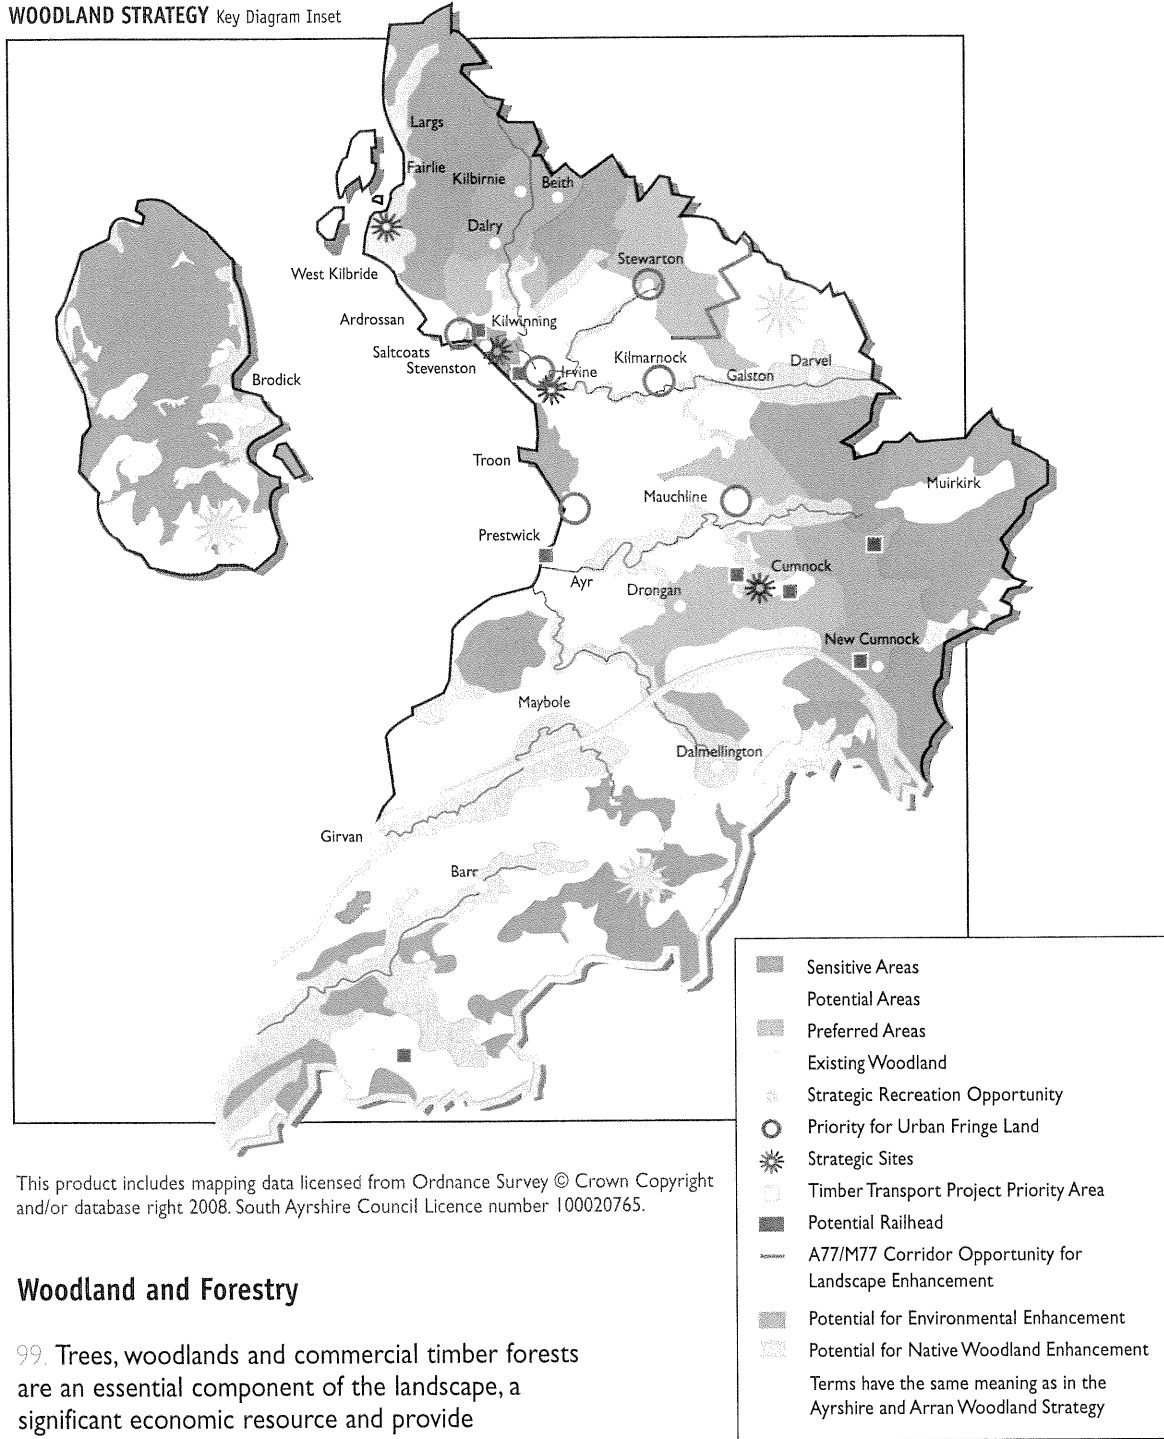 WOODLAND STRATEGY Key Diagram Inset
Largs
Fairlie
Kilbirnie
Beith
Dalry
Stewarton
West Kilbride
Ardrossan
Kilwinning
Saltcoats
Stevenston
Irvine
Kilmarnock
Darvel
Galston
Brodick
Troon
Muirkirk
Mauchline
Prestwick
Cumnock
Ayr
Drongan
New Cumnock
Maybole
Dalmellington
Girvan
Barr
Sensitive Areas
Potential Areas
Preferred Areas
Existing Woodland
Strategic Recreation Opportunity
Priority for Urban Fringe Land
Strategic Sites
Timber Transport Project Priority Area
Potential Railhead
A77/M77 Corridor Opportunity for
Landscape Enhancement
Potential for Environmental Enhancement
Potential for Native Woodland Enhancement
Terms have the same meaning as in the
Ayrshire and Arran Woodland Strategy
This product includes mapping data licensed from Ordnance Survey © Crown Copyright
and/or database right 2008. South Ayrshire Council Licence number 100020765.
Woodland and Forestry
99. Trees, woodlands and commercial timber forests
are an essential component of the landscape, a
significant economic resource and provide